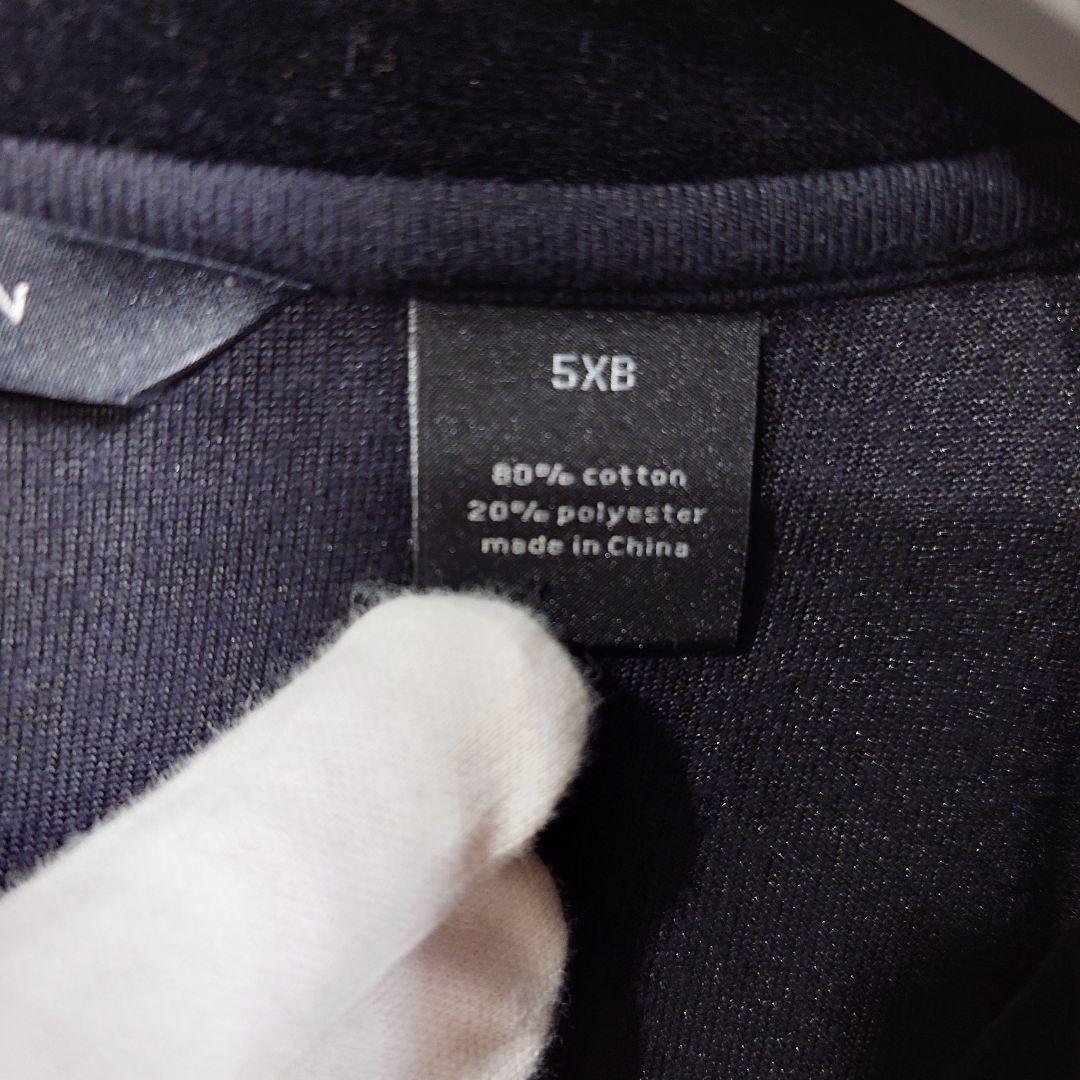 5XB
80% cotton
20% polyester
made in China